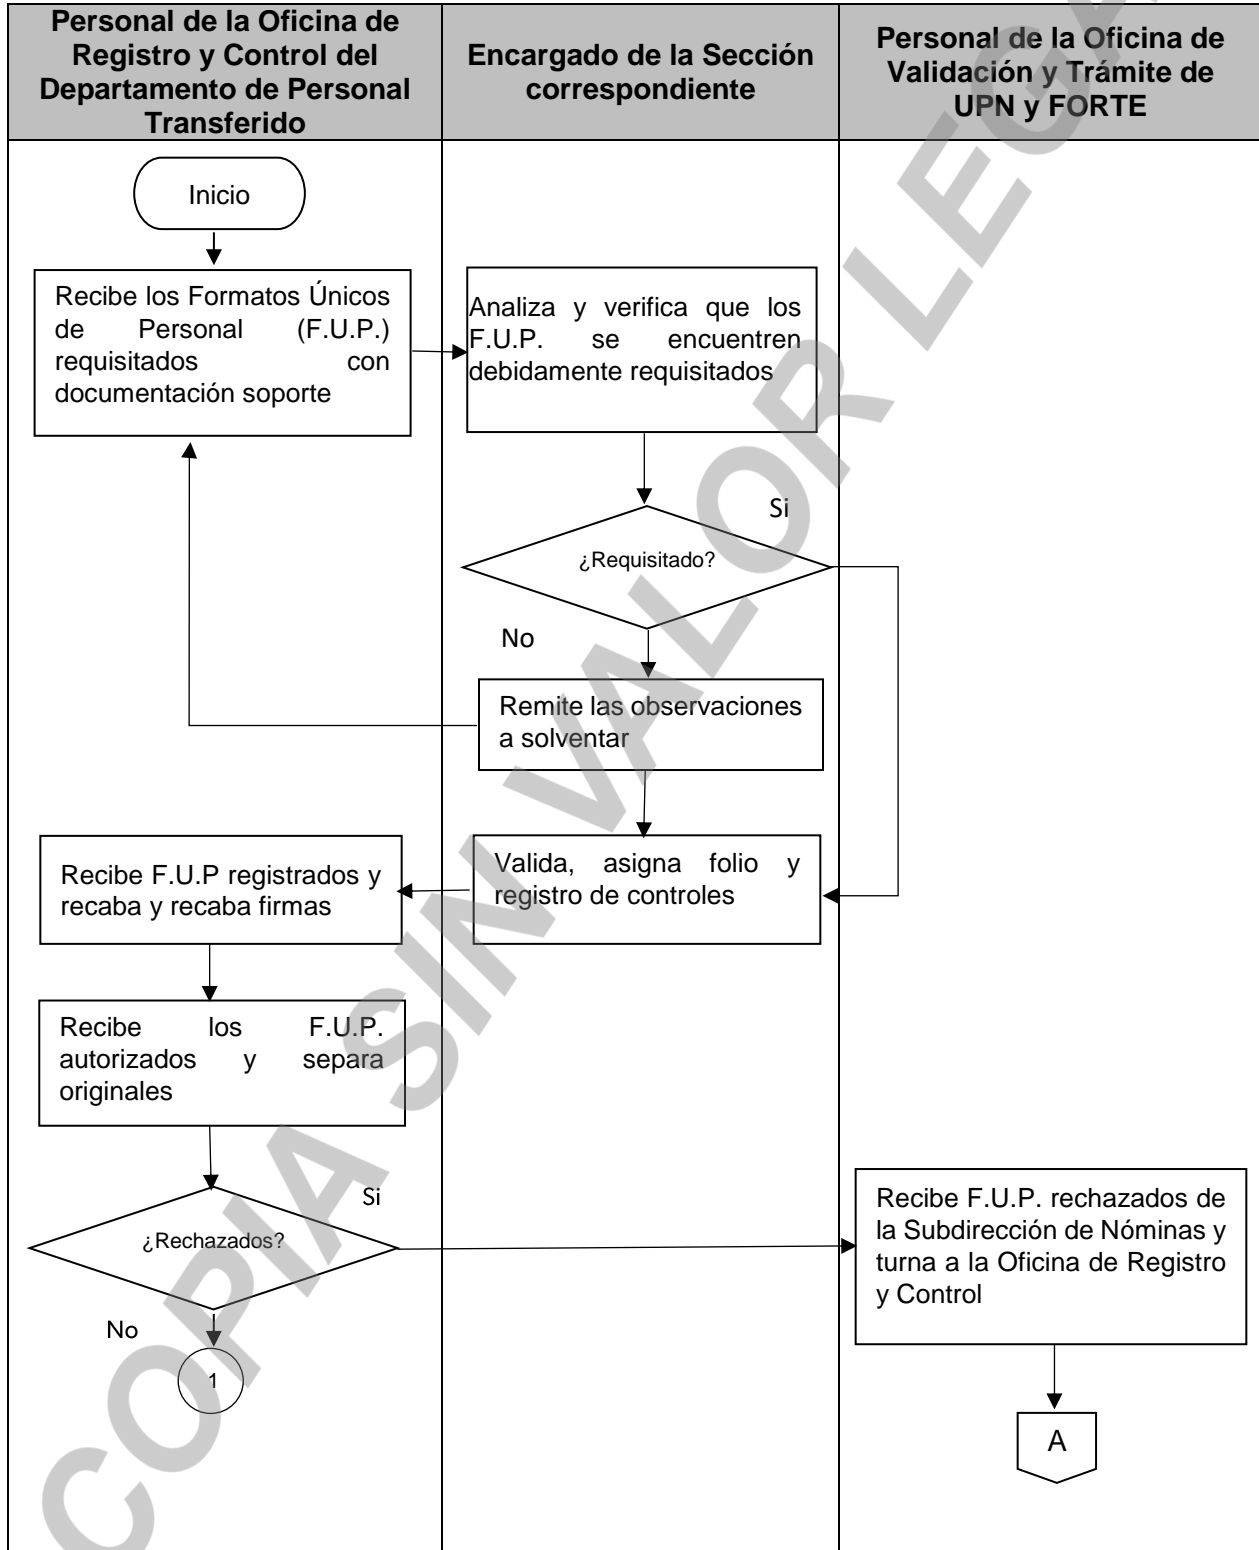 Personal de la Oficina de
Registro y Control del
Departamento de Personal
Transferido
Encargado de la Sección
correspondiente
Personal de la Oficina de
Validación y Trámite de
UPN y FORTE
Inicio
Recibe los Formatos Únicos
de Personal (F.U.P.)
requisitados con
documentación soporte
Analiza y verifica que los
F.U.P. se encuentren
debidamente requisitados
Si
¿Requisitado?
No
Remite las observaciones
a solventar
Valida, asigna folio y
registro de controles
Recibe F.U.P registrados y
recaba y recaba firmas
Recibe los F.U.P.
autorizados y separa
originales
Si
¿Rechazados?
No
1
Recibe F.U.P. rechazados de
la Subdirección de Nóminas y
turna a la Oficina de Registro
y Control
A
COPIA SIN VALOR LEGA